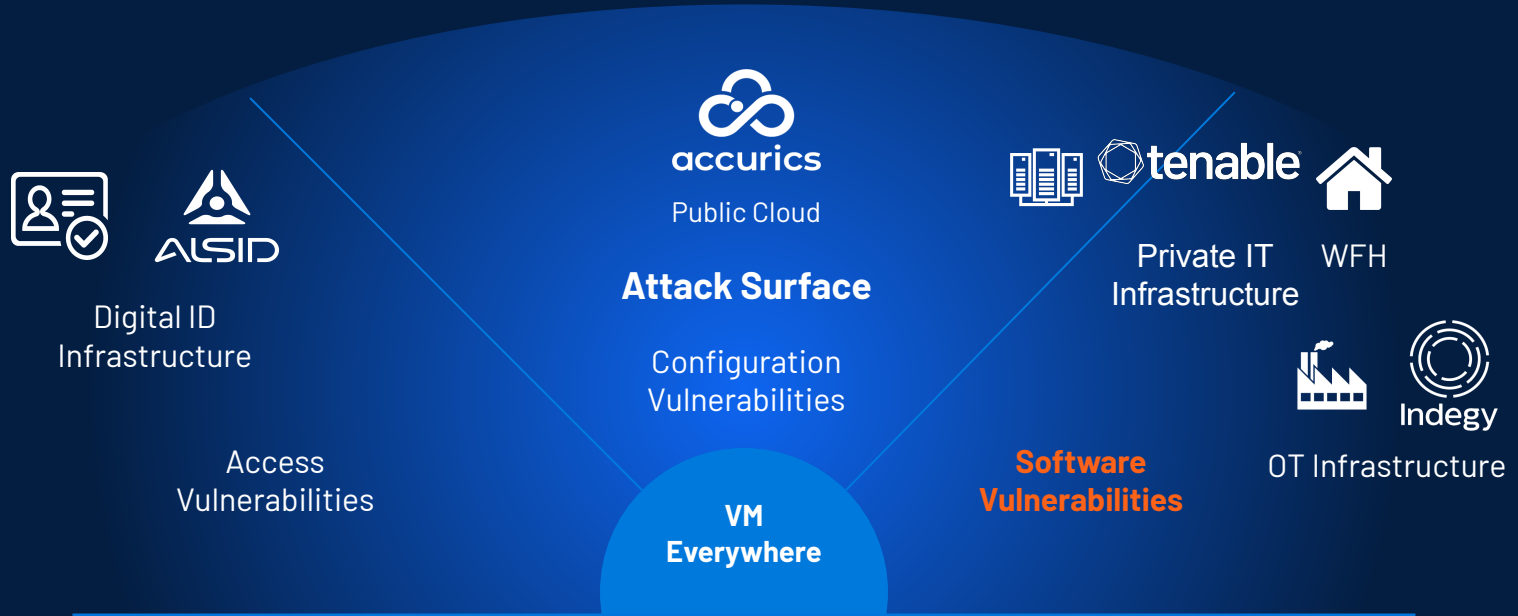 ALSID
Digital ID
Infrastructure
Access
Vulnerabilities
accurics
Public Cloud
Attack Surface
Configuration
Vulnerabilities
VM
Everywhere
tenable
Private IT
Infrastructure
WFH
Indegy
OT Infrastructure
Software
Vulnerabilities